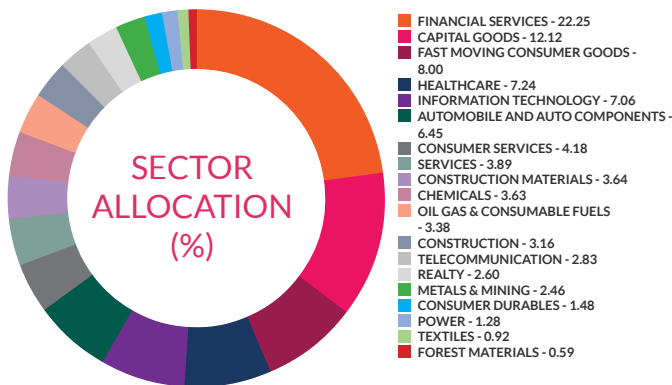 SECTOR
ALLOCATION
(%)
FINANCIAL SERVICES - 22.25
CAPITAL GOODS - 12.12
FAST MOVING CONSUMER GOODS -
8.00
HEALTHCARE - 7.24
INFORMATION TECHNOLOGY - 7.06
AUTOMOBILE AND AUTO COMPONENTS -
6.45
CONSUMER SERVICES - 4.18
SERVICES - 3.89
CONSTRUCTION MATERIALS - 3.64
CHEMICALS - 3.63
OIL GAS & CONSUMABLE FUELS
- 3.38
CONSTRUCTION - 3.16
TELECOMMUNICATION - 2.83
REALTY - 2.60
METALS & MINING - 2.46
CONSUMER DURABLES - 1.48
POWER - 1.28
TEXTILES - 0.92
FOREST MATERIALS - 0.59